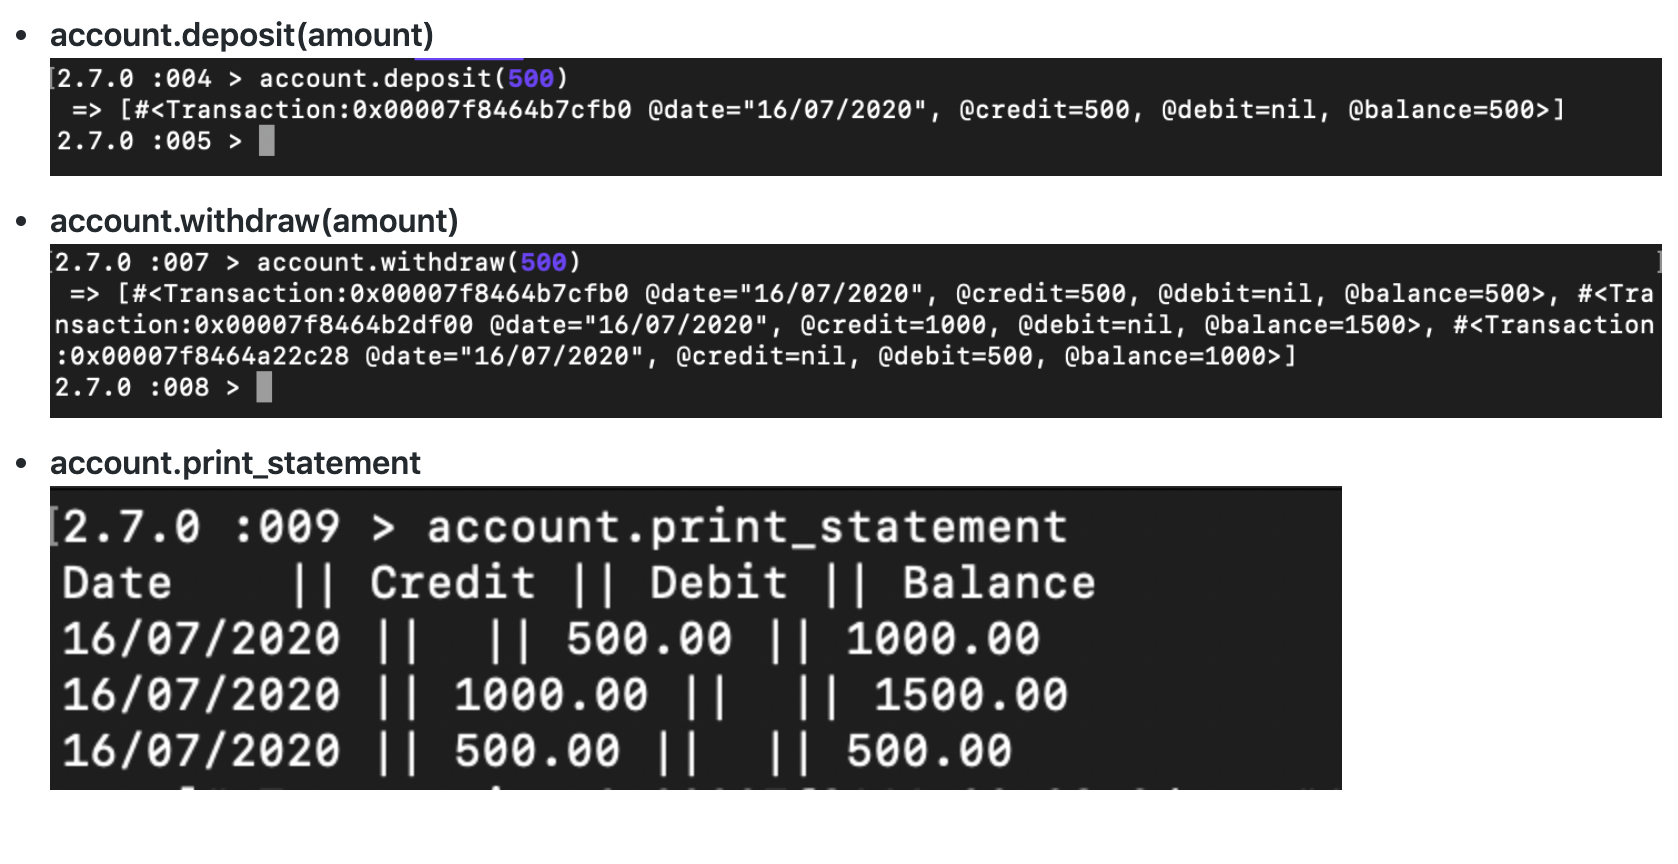 • account.deposit(amount)
[2.7.0 :004 > account.deposit(500)
 => [#<Transaction:0x00007f8464b7cfb0 @date="16/07/2020", @credit=500, @debit=nil, @balance=500>]
2.7.0 :005 >
• account.withdraw(amount)
[2.7.0 :007 > account.withdraw(500) ]
 => [#<Transaction:0x00007f8464b7cfb0 @date="16/07/2020", @credit=500, @debit=nil, @balance=500>, #<Tra
nsaction:0x00007f8464b2df00 @date="16/07/2020", @credit=1000, @debit=nil, @balance=1500>, #<Transaction
:0x00007f8464a22c28 @date="16/07/2020", @credit=nil, @debit=500, @balance=1000>]
2.7.0 :008 >
• account.print_statement
[2.7.0 :009 > account.print_statement
Date    || Credit || Debit || Balance
16/07/2020 ||  || 500.00 || 1000.00
16/07/2020 || 1000.00 ||  || 1500.00
16/07/2020 || 500.00 ||  || 500.00